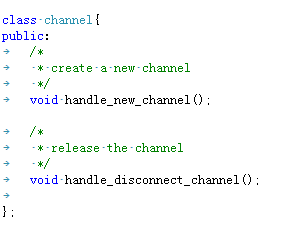 class channel{
public:
/*
* create a new channel
*/
void handle_new_channel();
/*
* release the channel
*/
void handle_disconnect_channel();
};